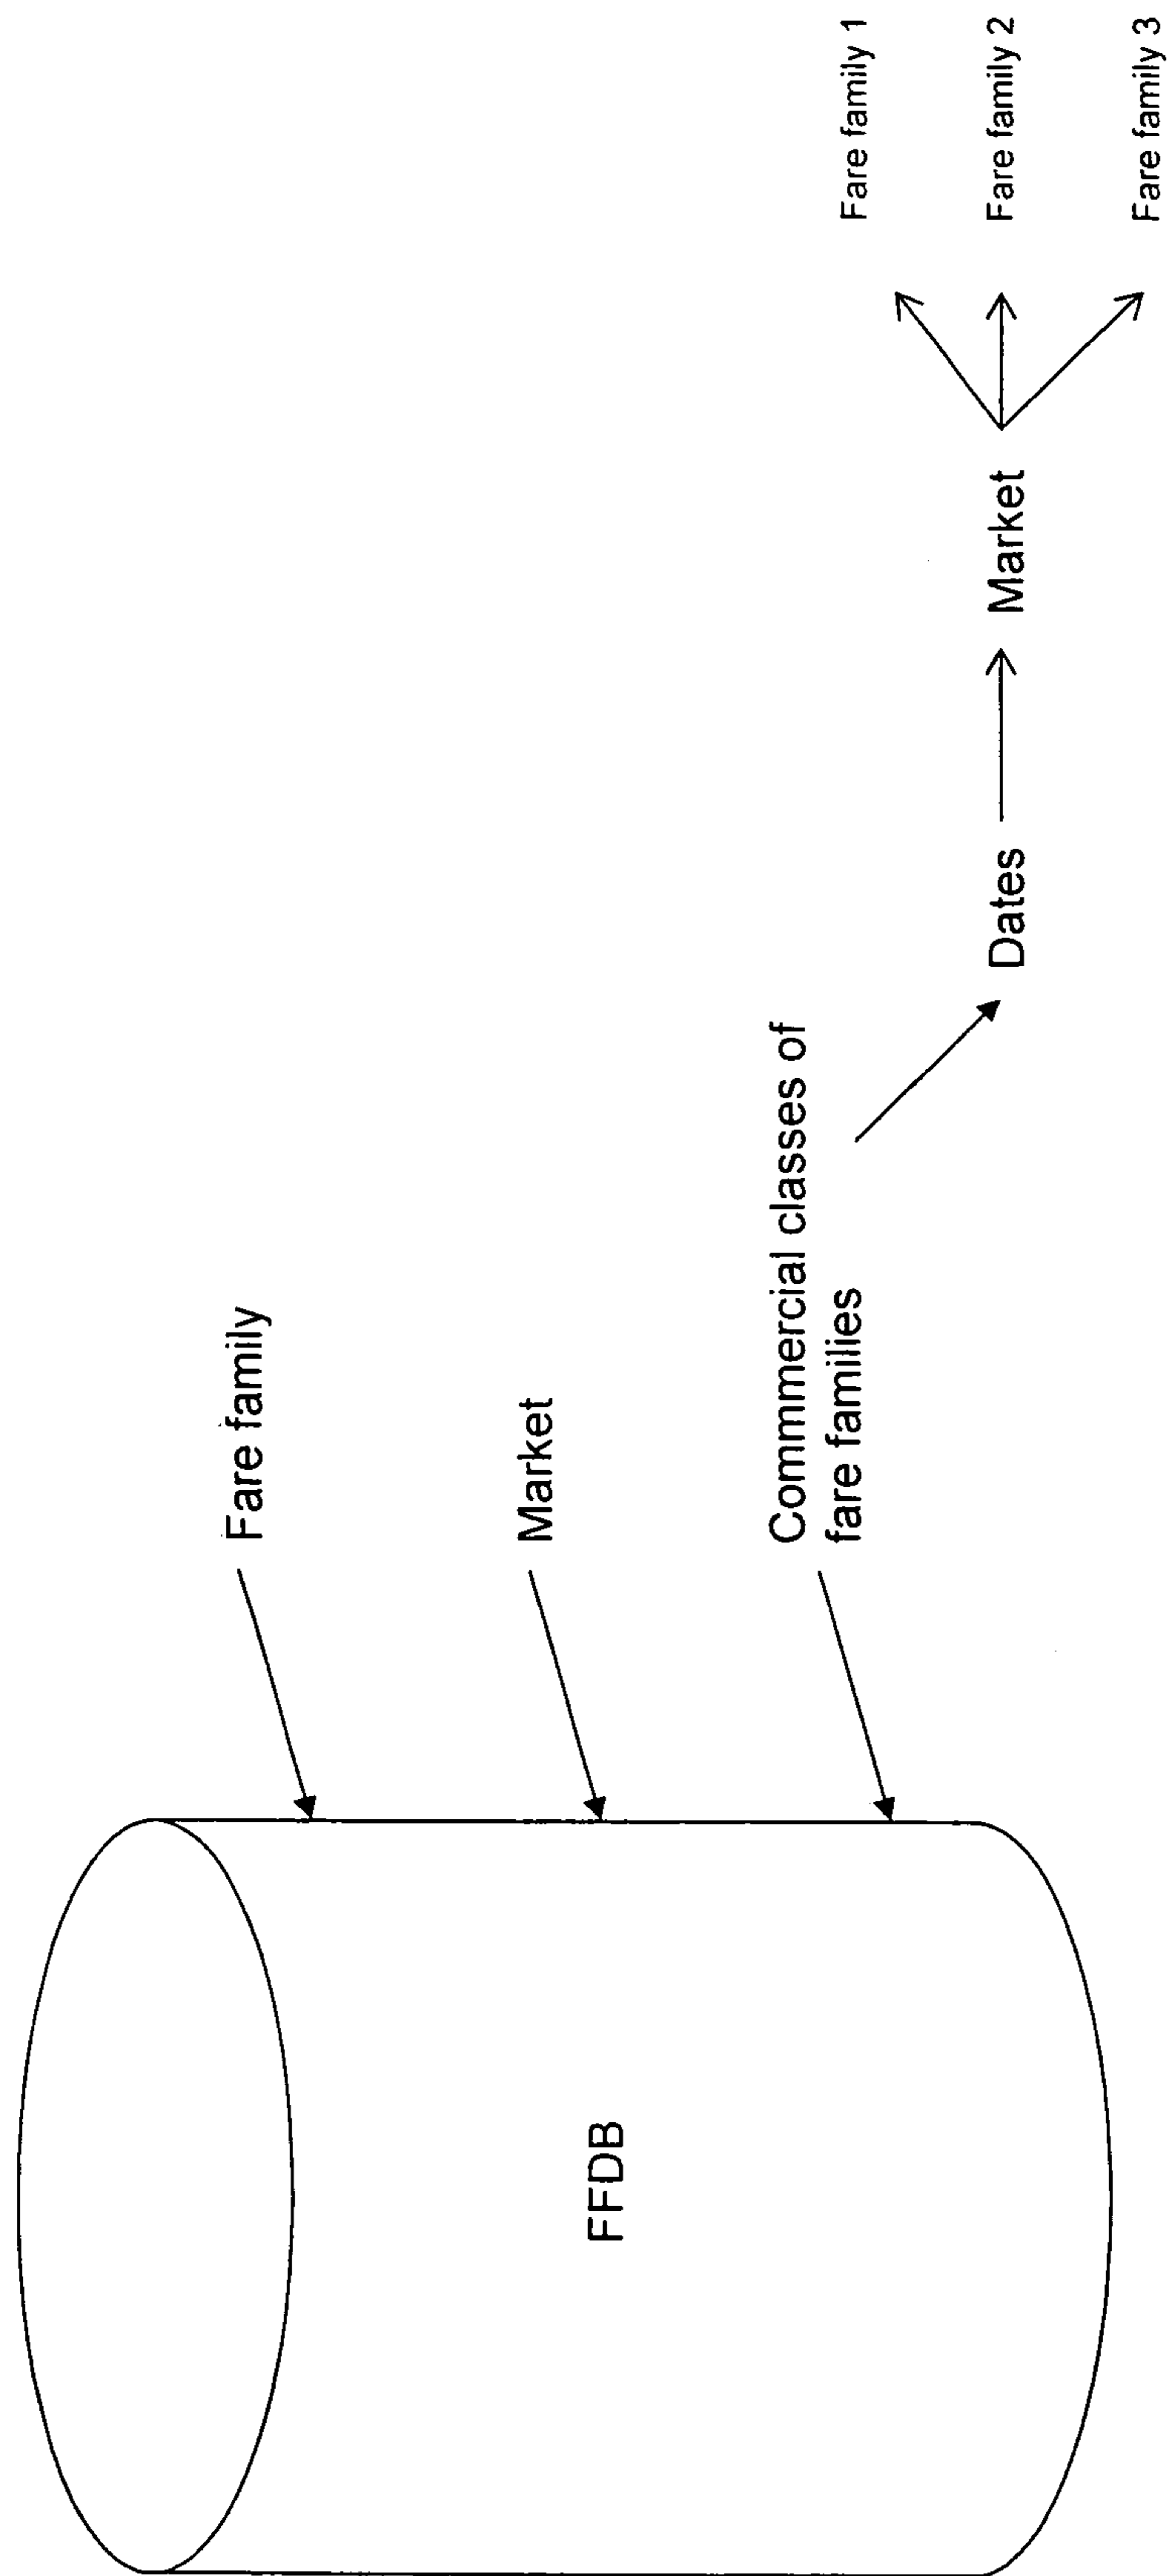 FFDB
Fare family
Market
Commmercial classes of
fare families
Dates
Market
Fare family 1
Fare family 2
Fare family 3